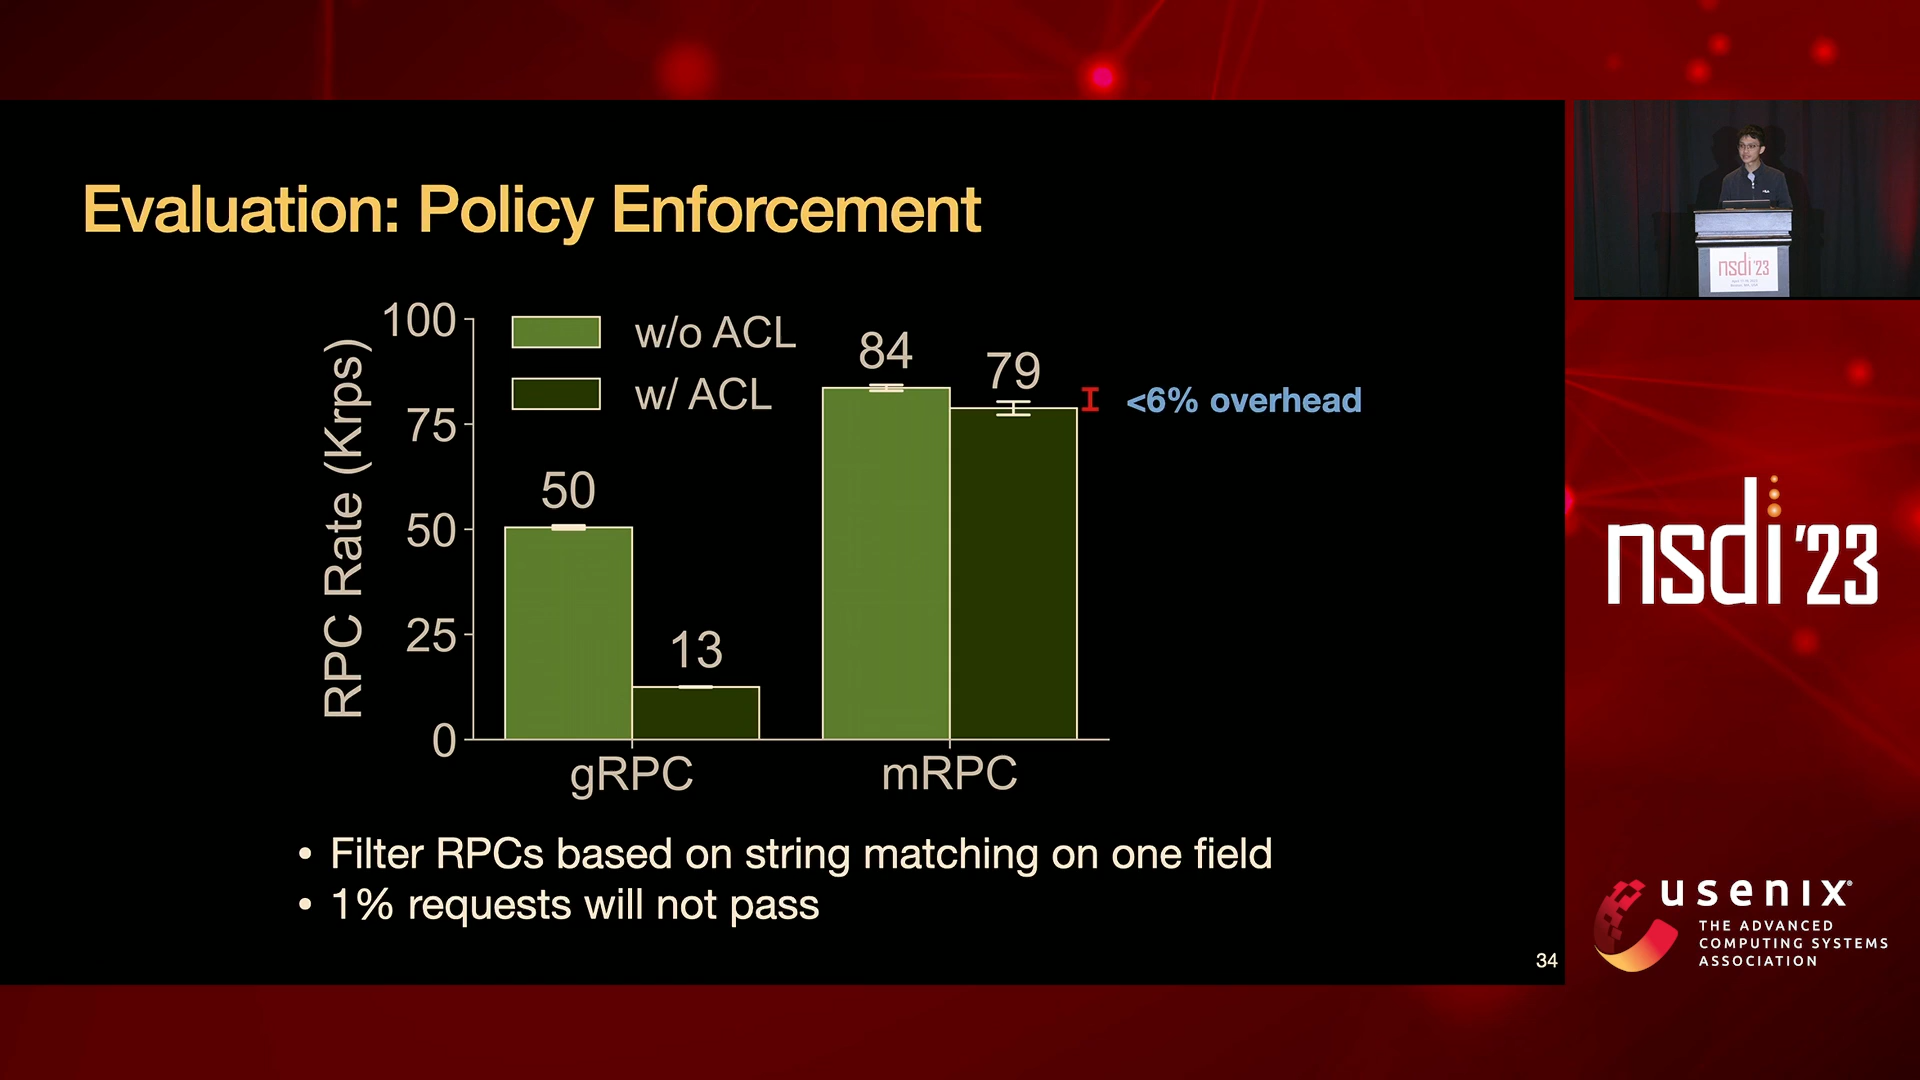 Evaluation: Policy Enforcement
RPC Rate (Krps)
100
75
50
25
0
w/o ACL
w/ ACL
50
13
84
79
<6% overhead
gRPC
mRPC
• Filter RPCs based on string matching on one field
• 1% requests will not pass
34
nsdi'23
nsdi'23
usenix
THE ADVANCED
COMPUTING SYSTEMS
ASSOCIATION